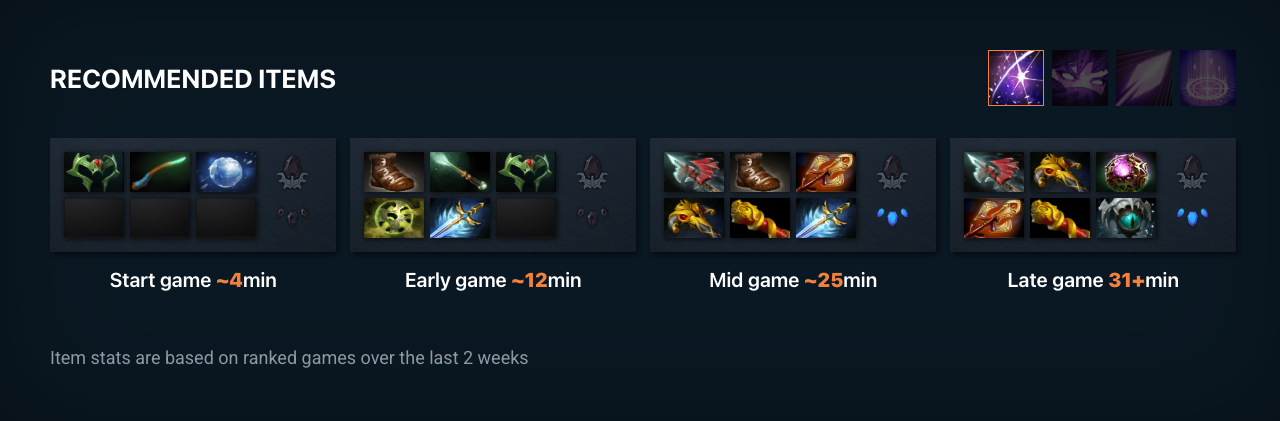 RECOMMENDED ITEMS
Start game ~4min
Early game ~12min
Mid game ~25min
Late game 31+min
Item stats are based on ranked games over the last 2 weeks